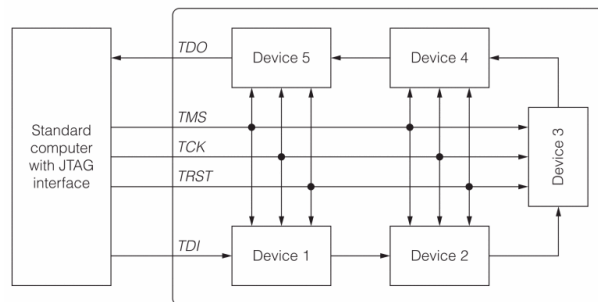 TDO
Device 5
Device 4
TMS
Standard
computer
with JTAG
interface
TCK
TRST
Device 3
TDI
Device 1
Device 2